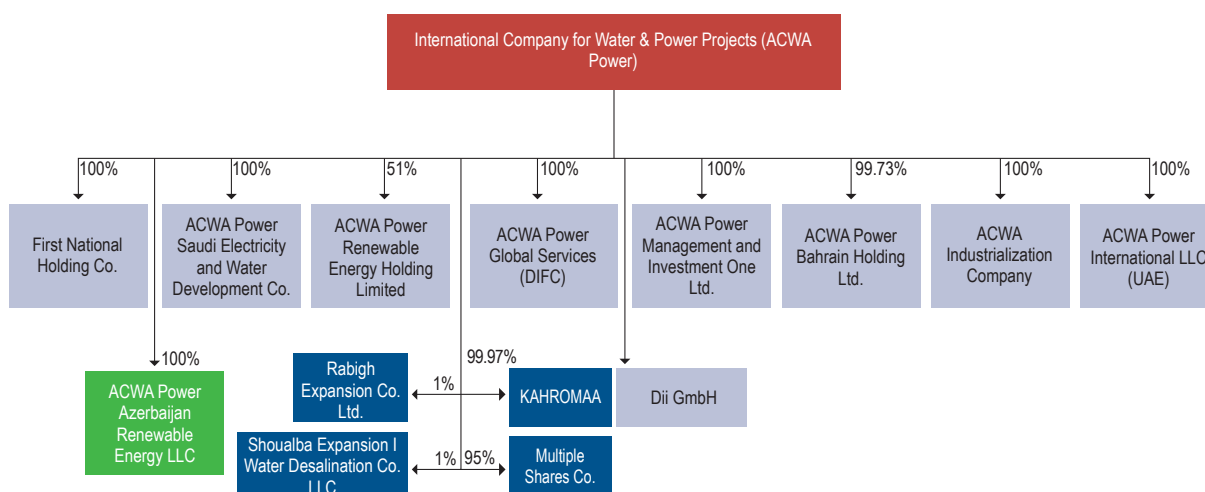 International Company for Water & Power Projects (ACWA
Power)
100%
100%
51%
100%
100%
99.73%
100%
100%
First National
Holding Co.
ACWA Power
Saudi Electricity
and Water
Development Co.
ACWA Power
Renewable
Energy Holding
Limited
ACWA Power
Global Services
(DIFC)
ACWA Power
Management and
Investment One
Ltd.
ACWA Power
Bahrain Holding
Ltd.
ACWA
Industrialization
Company
ACWA Power
International LLC
(UAE)
100%
ACWA Power
Azerbaijan
Renewable
Energy LLC
Rabigh
Expansion Co.
Ltd.
1%
99.97%
KAHROMAA
Dii GmbH
Shoualba Expansion I
Water Desalination Co.
LLC
1%
95%
Multiple
Shares Co.